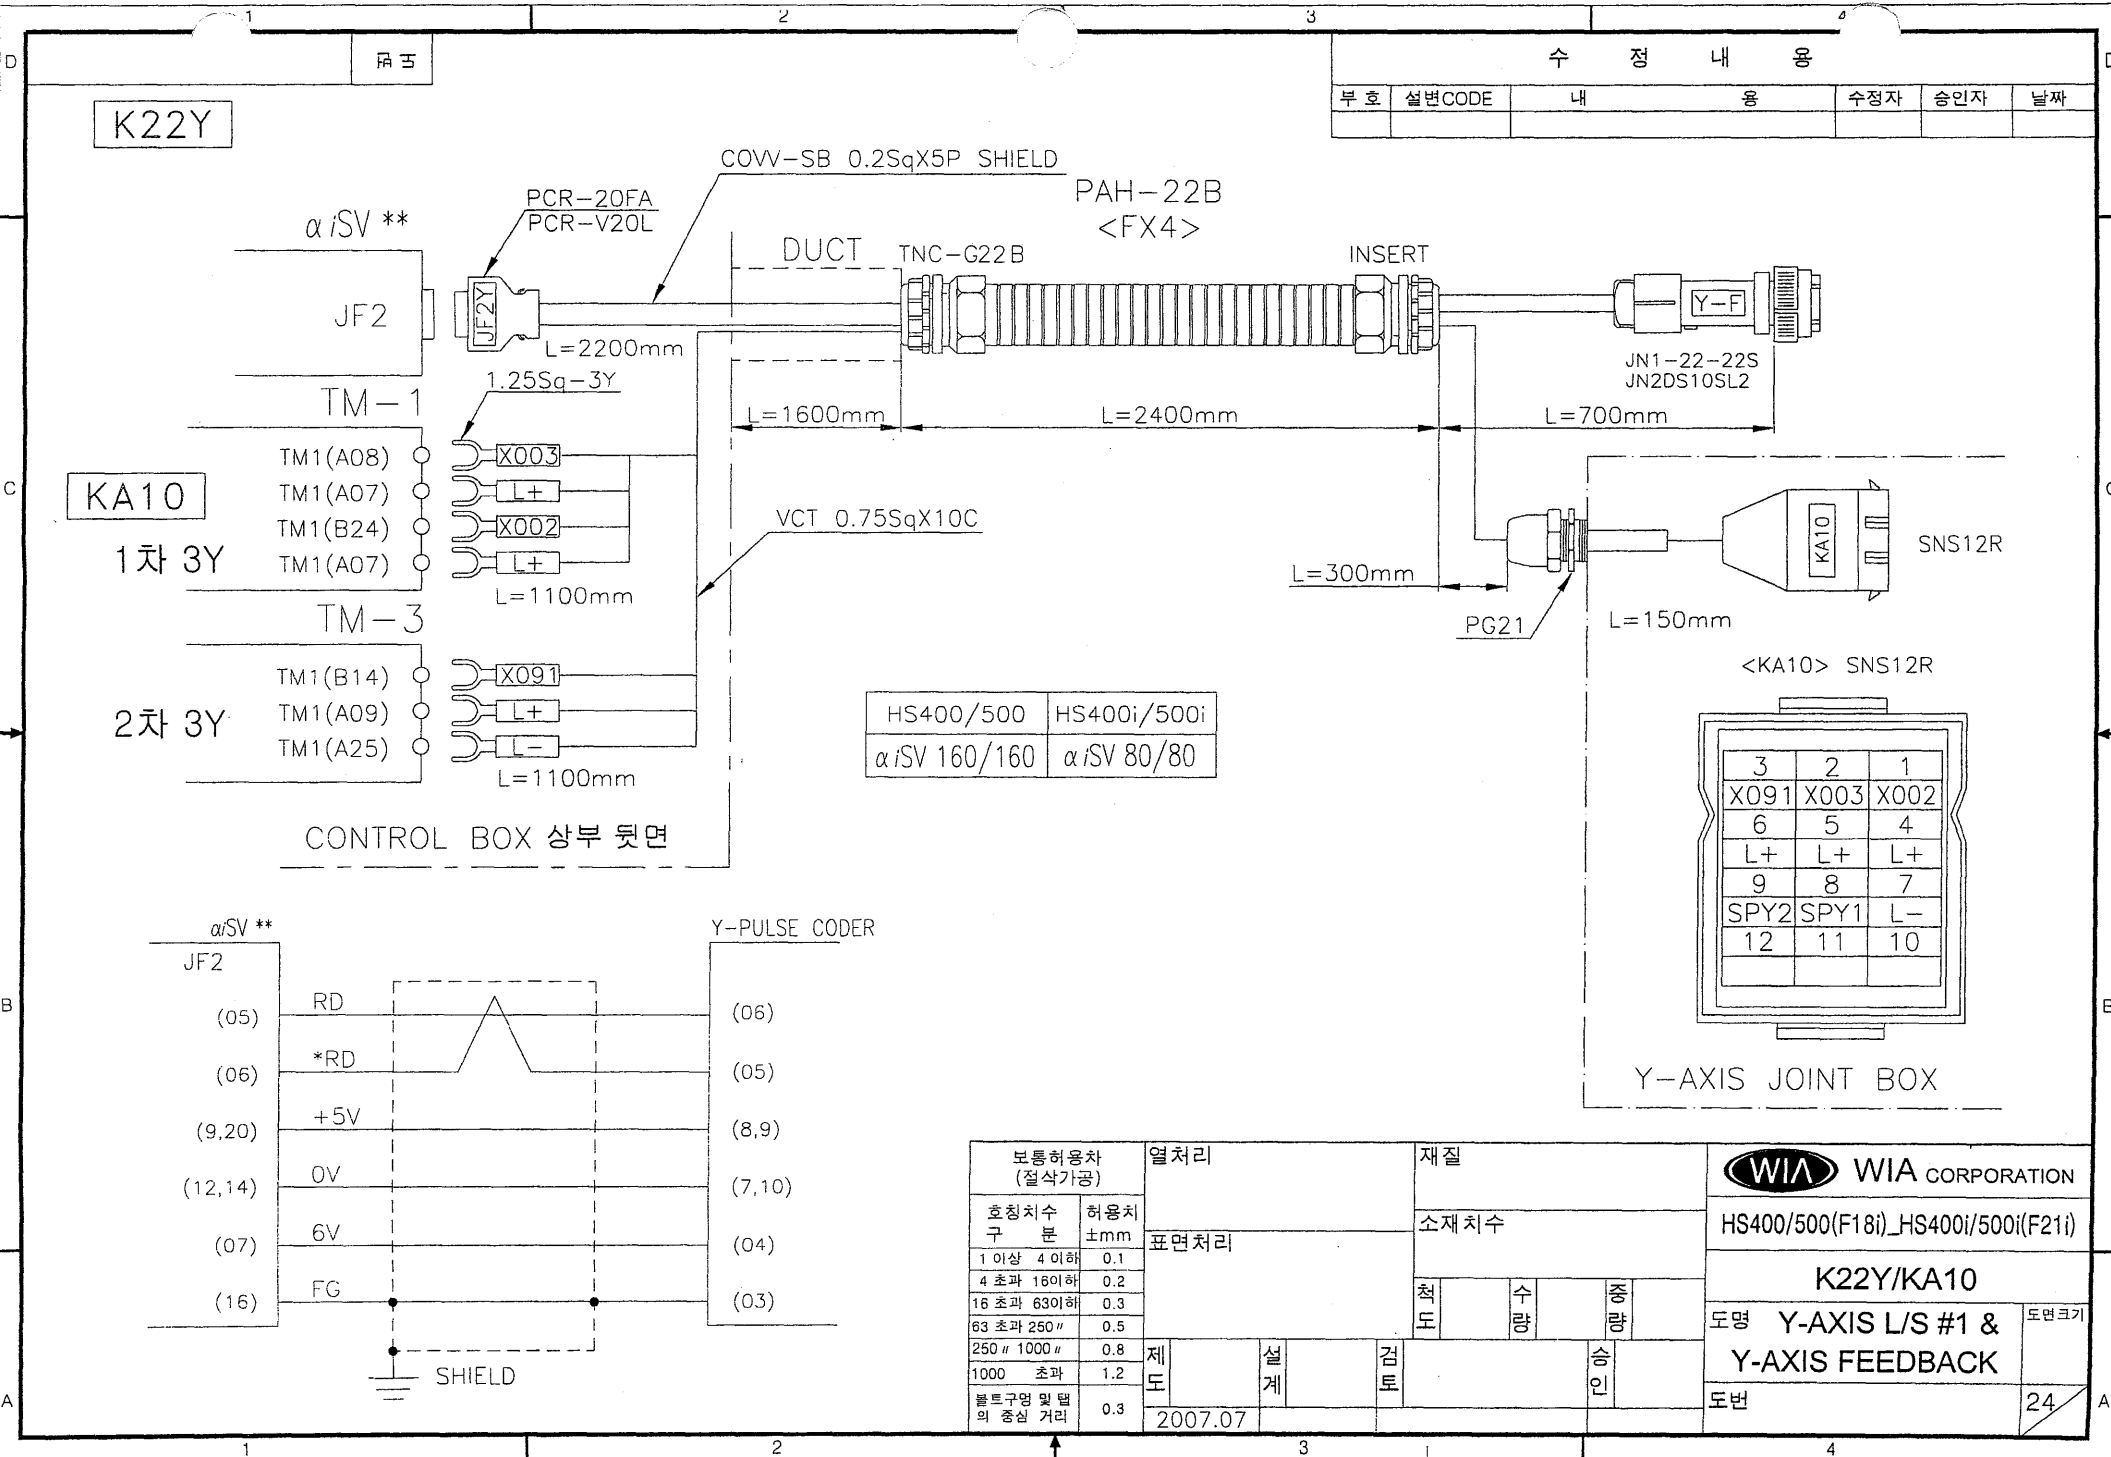 1
2
3
4
D
수 정 내 용
부 호 설변CODE 내 용 수정자 승인자 날짜
K22Y
COVV-SB 0.2SqX5P SHIELD
PCR-20FA
PCR-V20L
PAH-22B
<FX4>
αiSV **
DUCT
TNC-G22B
INSERT
JF2
JF2Y
Y-F
L=2200mm
JN1-22-22S
JN2DS10SL2
1.25Sq-3Y
TM-1
L=1600mm
L=2400mm
L=700mm
TM1(A08) X003
TM1(A07) L+
TM1(B24) X002
TM1(A07) L+
C
KA10
1차 3Y
L=1100mm
VCT 0.75SqX10C
KA10
SNS12R
L=300mm
PG21
L=150mm
TM-3
TM1(B14) X091
TM1(A09) L+
TM1(A25) L-
2차 3Y
L=1100mm
HS400/500 HS400i/500i
αiSV 160/160 αiSV 80/80
<KA10> SNS12R
3 2 1
X091 X003 X002
6 5 4
L+ L+ L+
9 8 7
SPY2 SPY1 L-
12 11 10
CONTROL BOX 상부 뒷면
Y-AXIS JOINT BOX
αiSV **
Y-PULSE CODER
JF2
(05) RD (06)
(06) *RD (05)
(9,20) +5V (8,9)
(12,14) 0V (7,10)
(07) 6V (04)
(16) FG (03)
SHIELD
B
B
보통허용차
(절삭가공)
호칭치수
구 분
허용치
±mm
1 이상 4 이하 0.1
4 초과 16이하 0.2
16 초과 63이하 0.3
63 초과 250 〃 0.5
250 〃 1000 〃 0.8
1000 초과 1.2
볼트구멍 및 탭
의 중심 거리
0.3
열처리
표면처리
재질
소재치수
척도
수량
중량
제도
설계
검토
승인
2007.07
WIA WIA CORPORATION
HS400/500(F18i)_HS400i/500i(F21i)
K22Y/KA10
도명 Y-AXIS L/S #1 &
Y-AXIS FEEDBACK
도면크기
도번
24
A
A
1
2
3
4